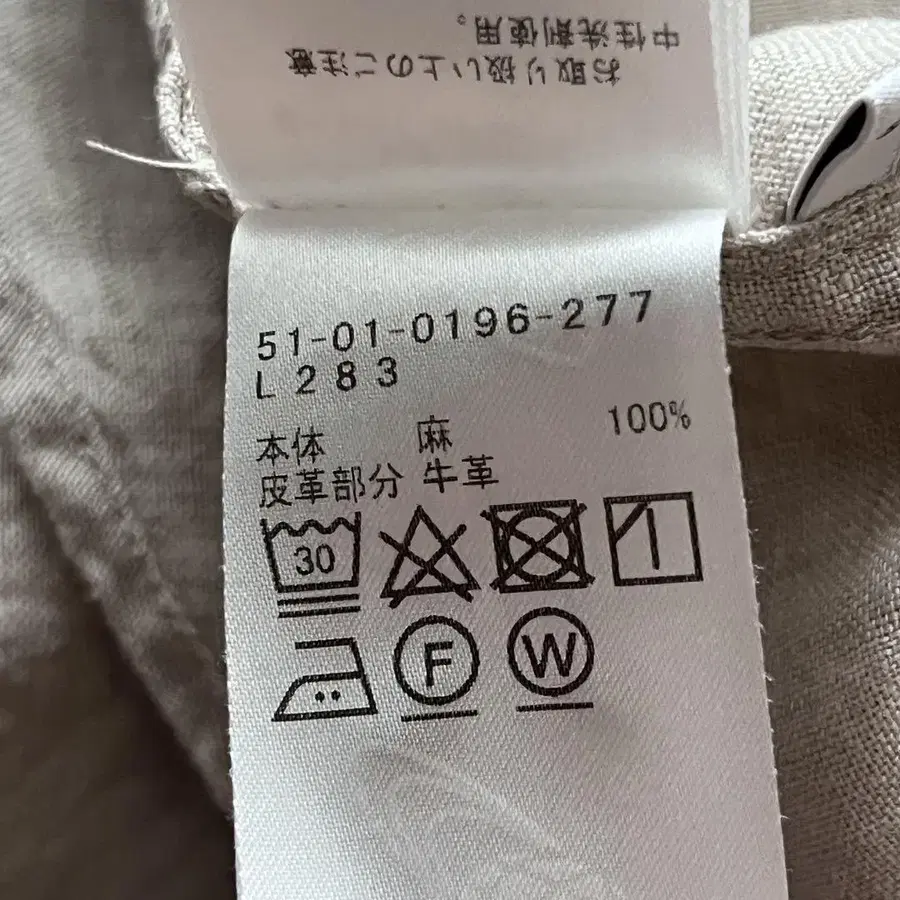 お取り扱い上のご注意
中性洗剤使用。
51-01-0196-277
L283
本体 麻 100%
皮革部分 牛革
30
F W